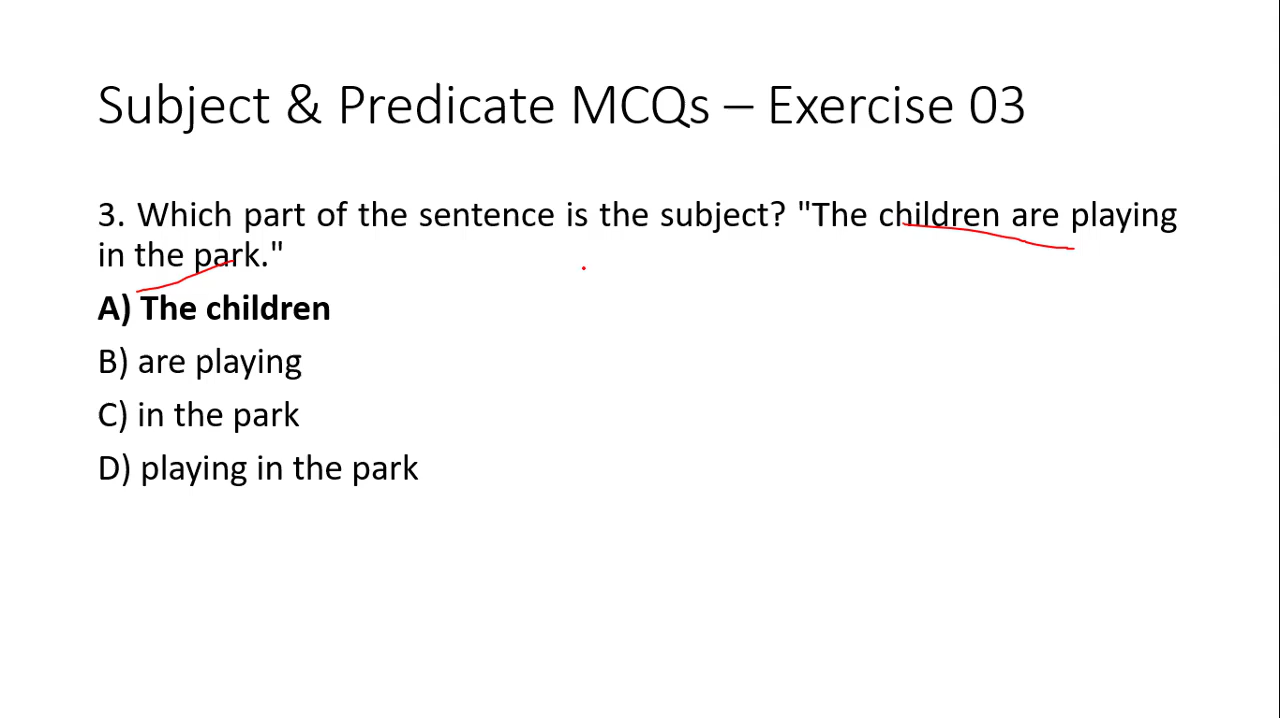 Subject & Predicate MCQs – Exercise 03
3. Which part of the sentence is the subject? "The children are playing
in the park."
A) The children
B) are playing
C) in the park
D) playing in the park